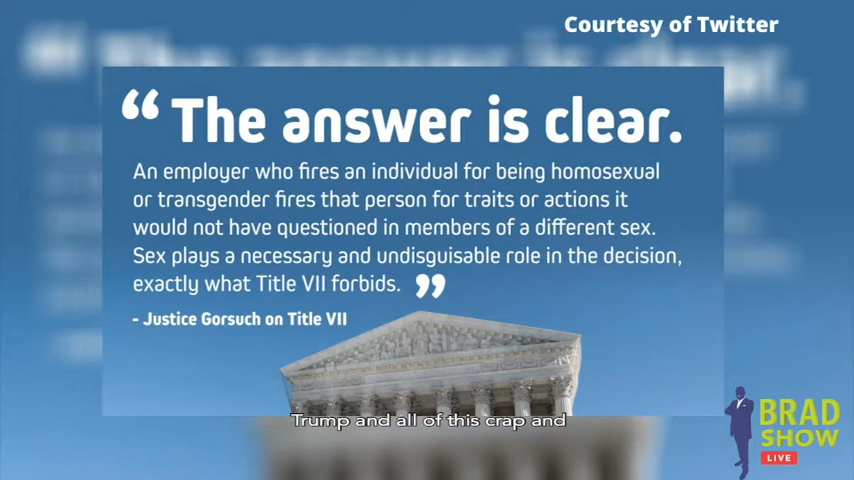 Courtesy of Twitter
“ The answer is clear.
An employer who fires an individual for being homosexual
or transgender fires that person for traits or actions it
would not have questioned in members of a different sex.
Sex plays a necessary and undisguisable role in the decision,
exactly what Title VII forbids. ”
- Justice Gorsuch on Title VII
Trump and all of this crap and
BRAD
SHOW
LIVE